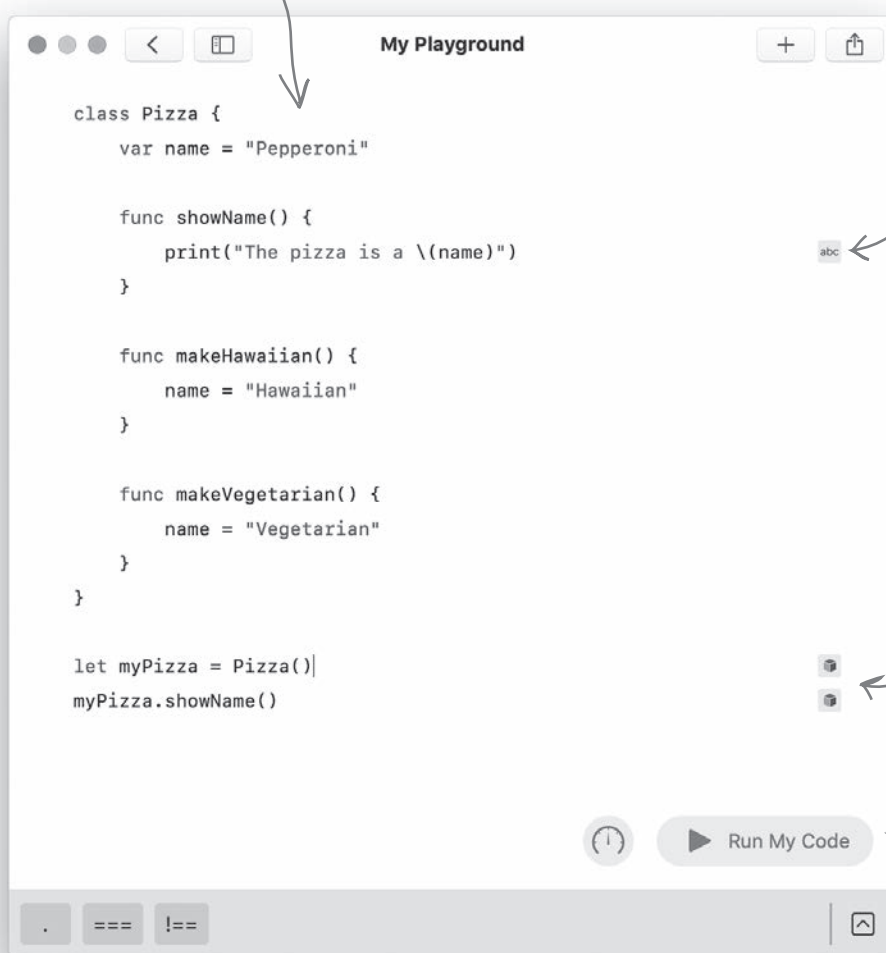 My Playground
class Pizza {
    var name = "Pepperoni"
    func showName() {
        print("The pizza is a \(name)")
abc
    }
    func makeHawaiian() {
        name = "Hawaiian"
    }
    func makeVegetarian() {
        name = "Vegetarian"
    }
}
let myPizza = Pizza()
myPizza.showName()
Run My Code
. === !==